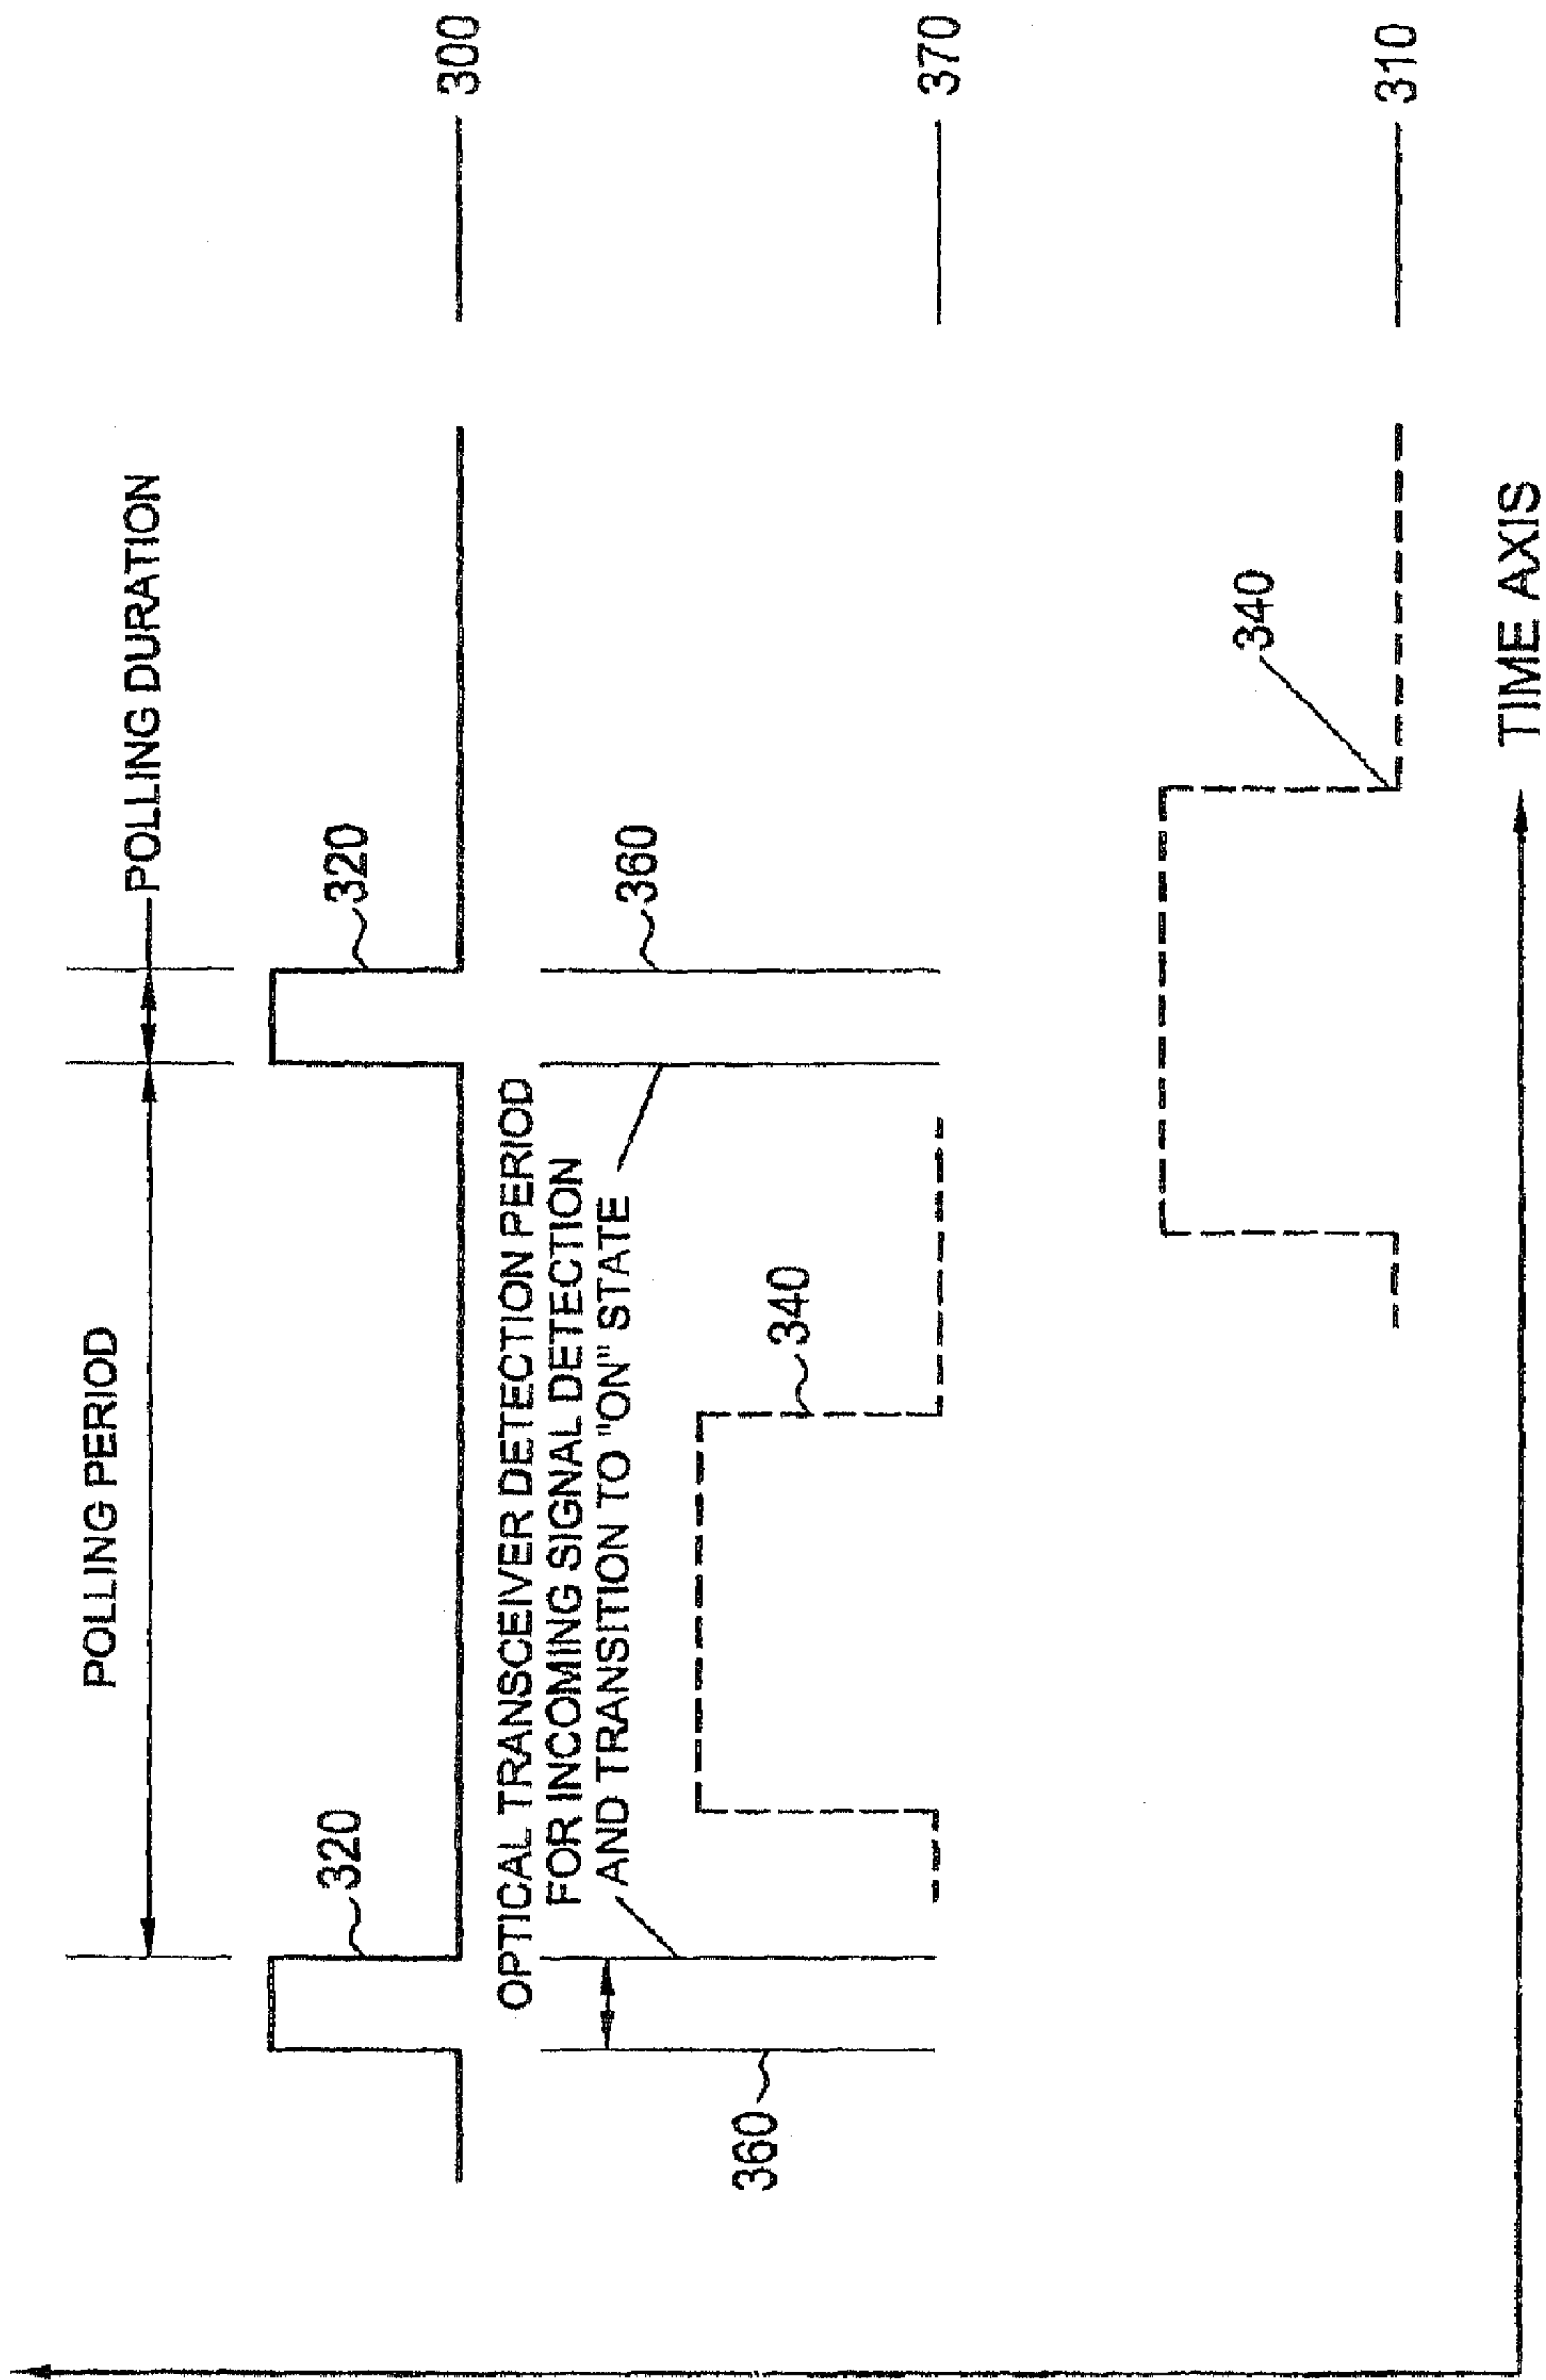 POLLING PERIOD
POLLING DURATION
320
320
300
OPTICAL TRANSCEIVER DETECTION PERIOD
FOR INCOMING SIGNAL DETECTION
AND TRANSITION TO "ON" STATE
360
360
340
370
340
310
TIME AXIS